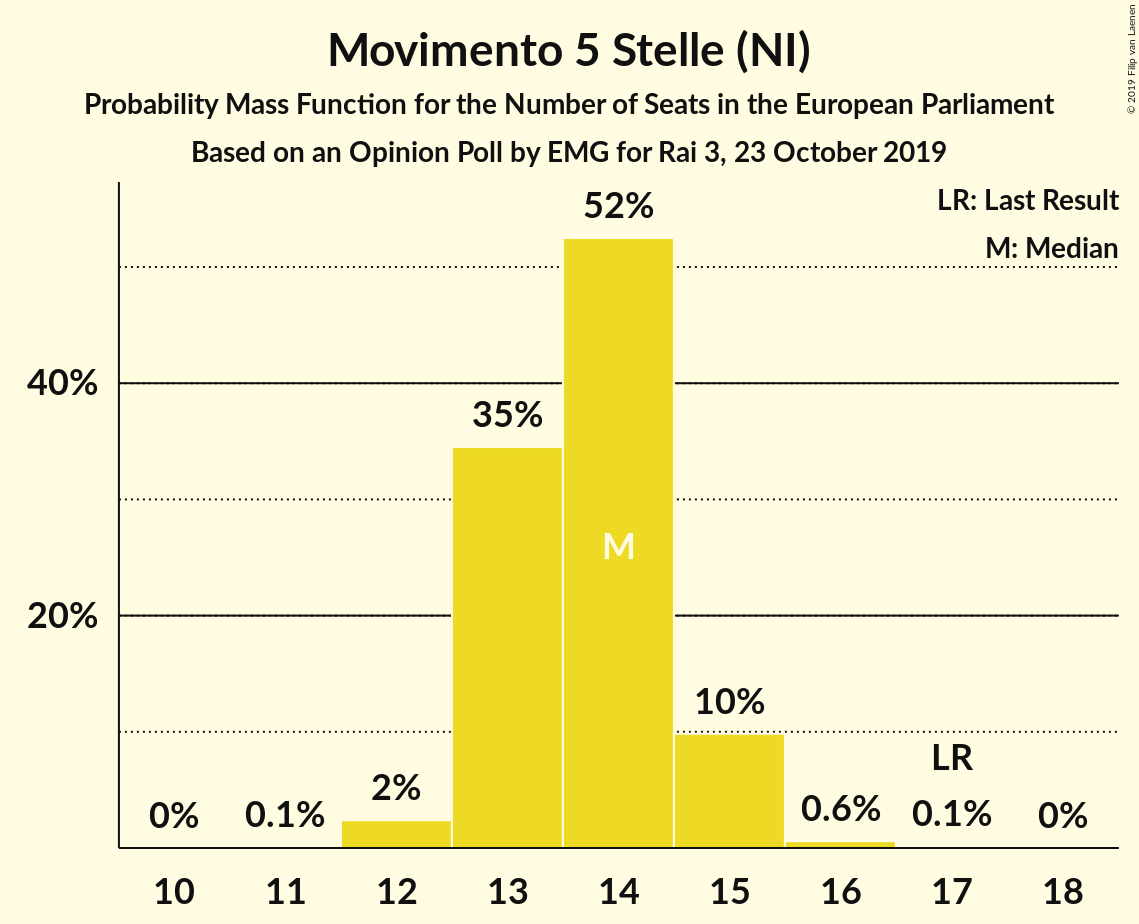 Movimento 5 Stelle (NI)
Probability Mass Function for the Number of Seats in the European Parliament
Based on an Opinion Poll by EMG for Rai 3, 23 October 2019
© 2019 Filip van Laenen
LR: Last Result
M: Median
52%
40%
35%
M
20%
10%
LR
2%
0.6%
0% 0.1% 0.1% 0%
10 11 12 13 14 15 16 17 18